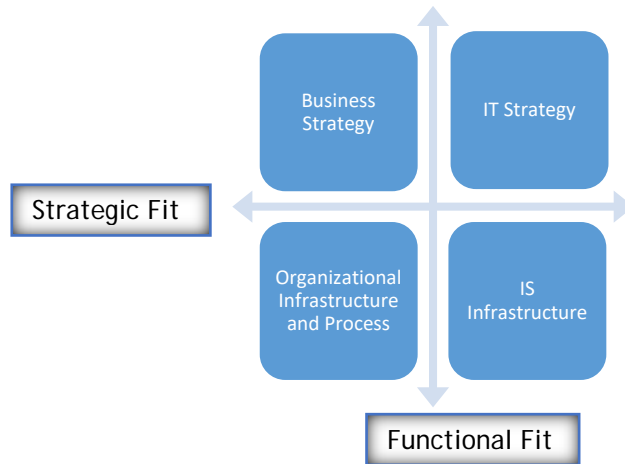 Business
Strategy
IT Strategy
Strategic Fit
Organizational
Infrastructure
and Process
IS
Infrastructure
Functional Fit